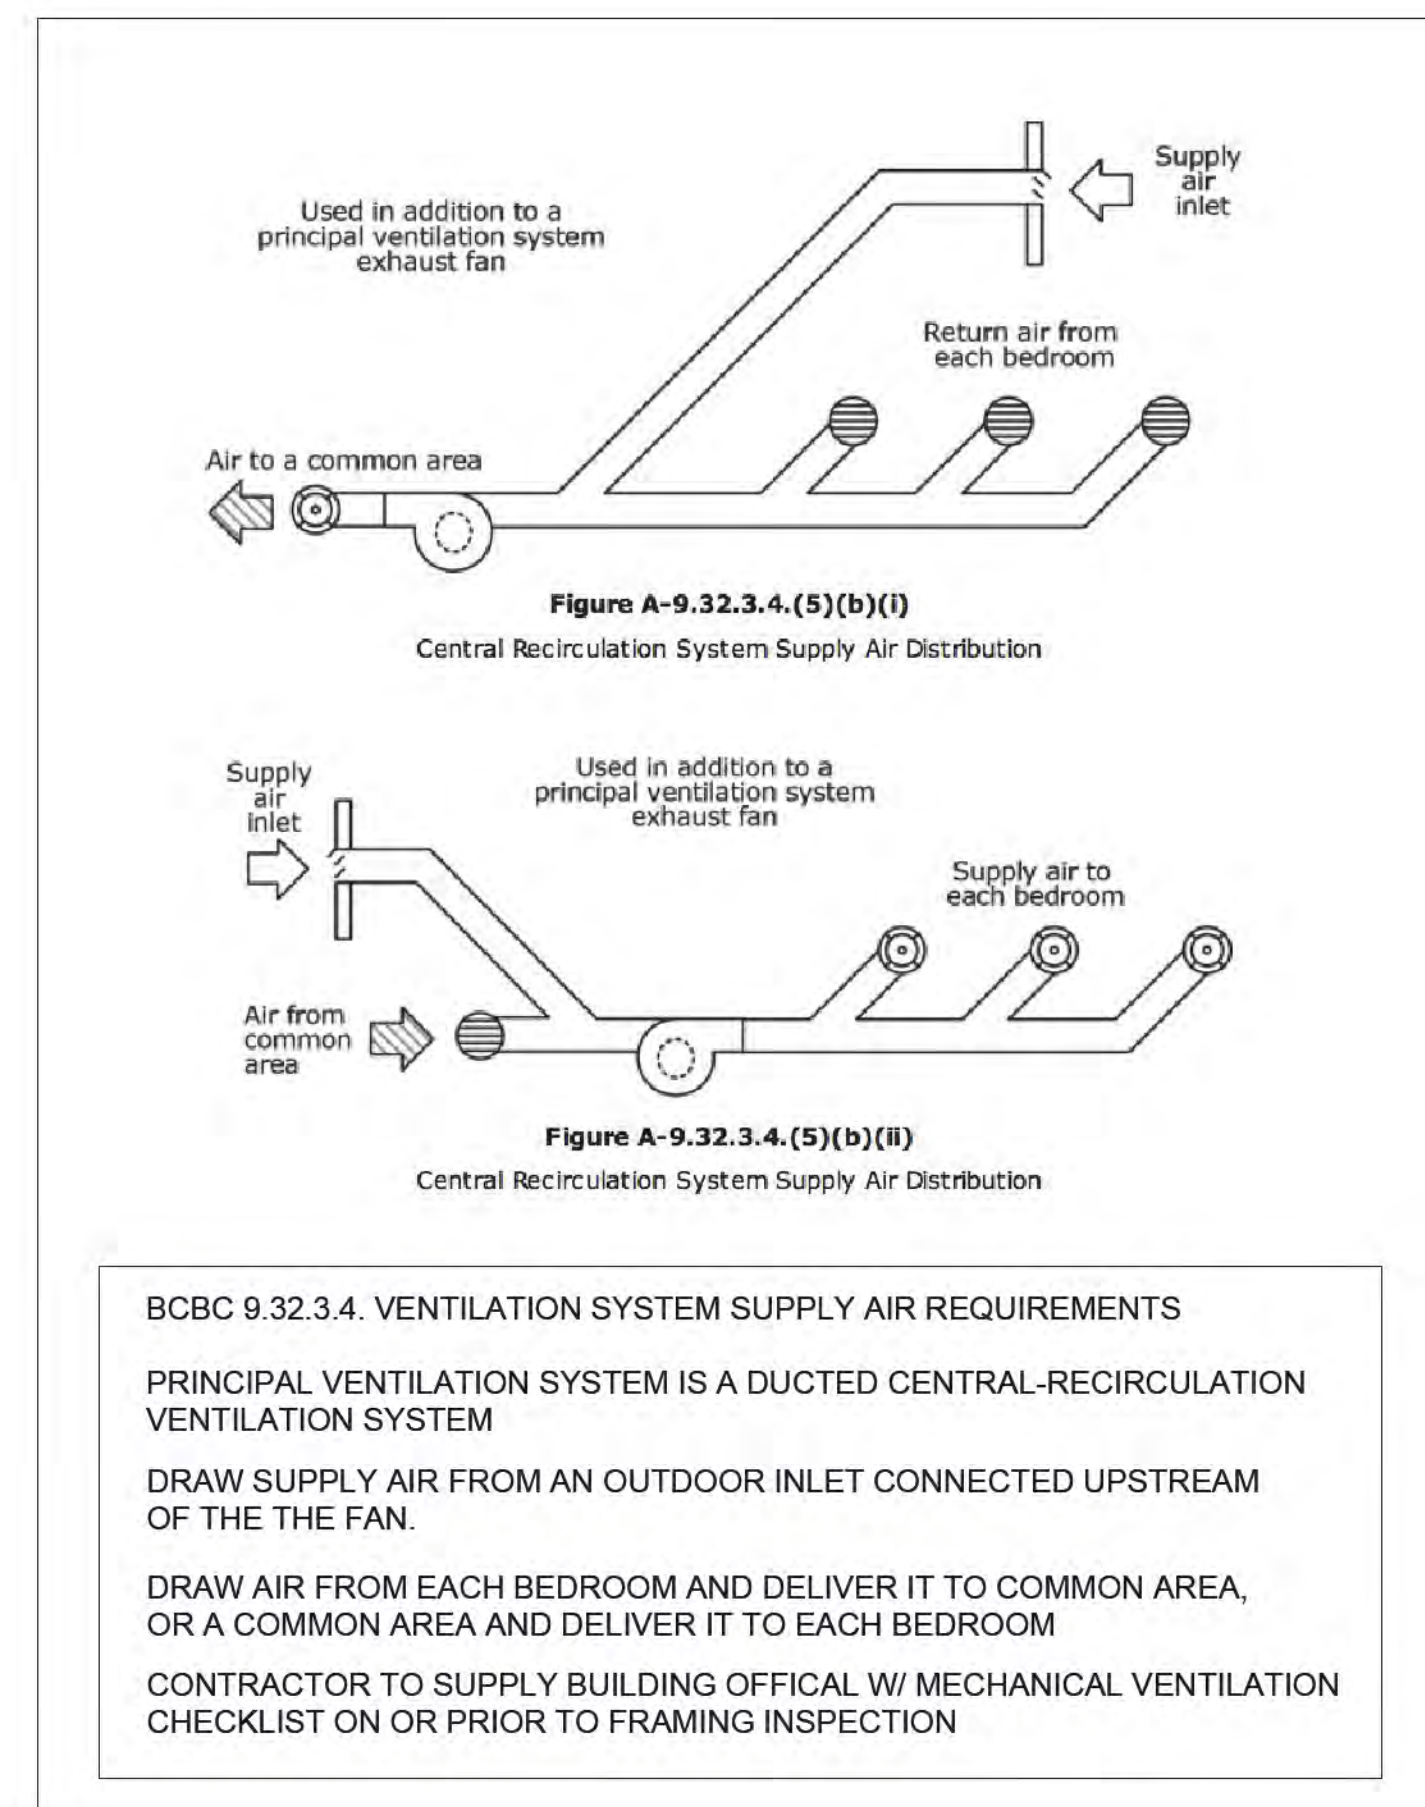 Supply
air
inlet
Used in addition to a
principal ventilation system
exhaust fan
Return air from
each bedroom
Air to a common area
Figure A-9.32.3.4.(5)(b)(i)
Central Recirculation System Supply Air Distribution
Supply
air
inlet
Used in addition to a
principal ventilation system
exhaust fan
Supply air to
each bedroom
Air from
common
area
Figure A-9.32.3.4.(5)(b)(ii)
Central Recirculation System Supply Air Distribution
BCBC 9.32.3.4. VENTILATION SYSTEM SUPPLY AIR REQUIREMENTS
PRINCIPAL VENTILATION SYSTEM IS A DUCTED CENTRAL-RECIRCULATION
VENTILATION SYSTEM
DRAW SUPPLY AIR FROM AN OUTDOOR INLET CONNECTED UPSTREAM
OF THE THE FAN.
DRAW AIR FROM EACH BEDROOM AND DELIVER IT TO COMMON AREA,
OR A COMMON AREA AND DELIVER IT TO EACH BEDROOM
CONTRACTOR TO SUPPLY BUILDING OFFICAL W/ MECHANICAL VENTILATION
CHECKLIST ON OR PRIOR TO FRAMING INSPECTION